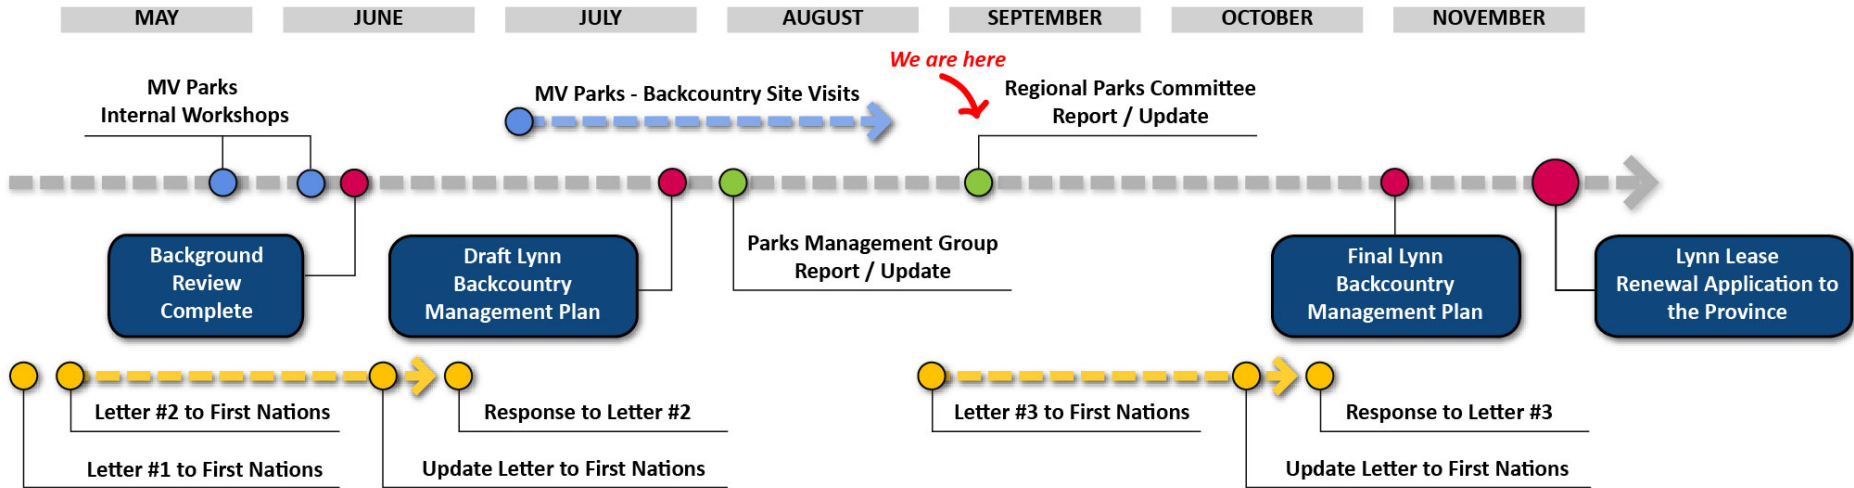 MAY
JUNE
JULY
AUGUST
SEPTEMBER
OCTOBER
NOVEMBER
We are here
MV Parks
Internal Workshops
MV Parks - Backcountry Site Visits
Regional Parks Committee
Report / Update
Background
Review
Complete
Draft Lynn
Backcountry
Management Plan
Parks Management Group
Report / Update
Final Lynn
Backcountry
Management Plan
Lynn Lease
Renewal Application to
the Province
Letter #2 to First Nations
Response to Letter #2
Letter #3 to First Nations
Response to Letter #3
Letter #1 to First Nations
Update Letter to First Nations
Update Letter to First Nations